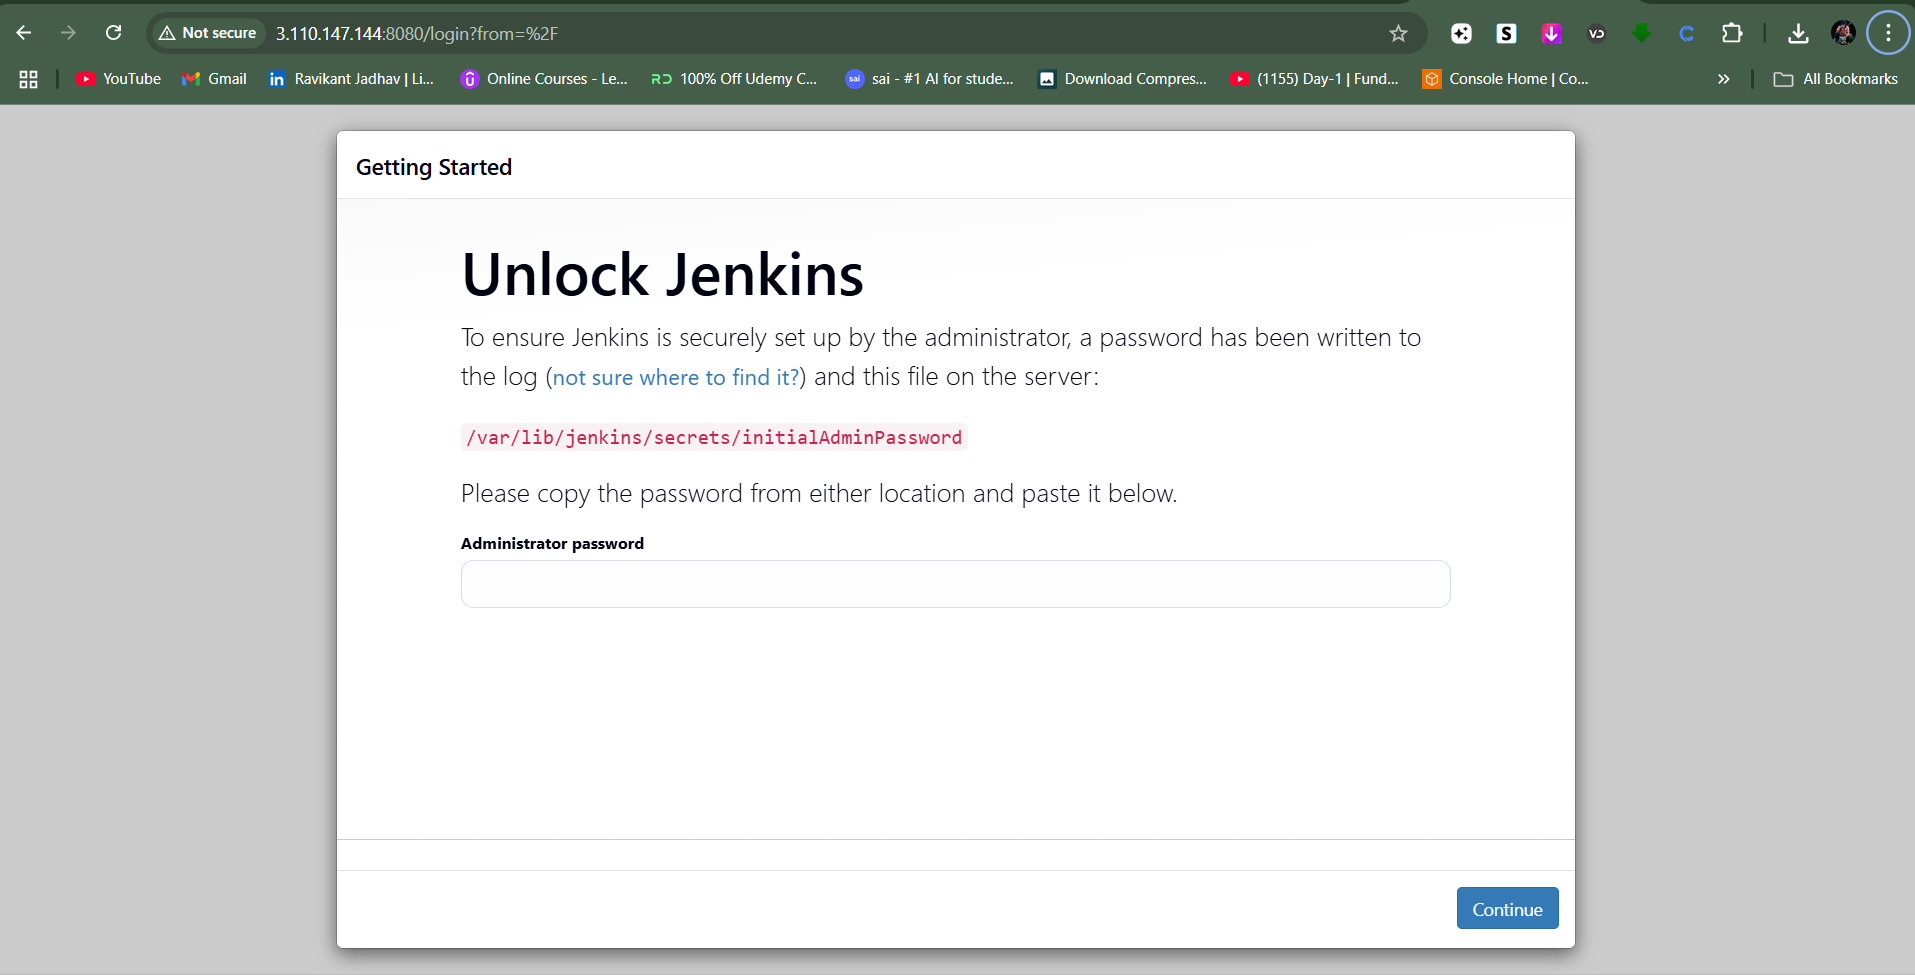 Not secure 3.110.147.144:8080/login?from=%2F
YouTube Gmail Ravikant Jadhav | Li... Online Courses - Le... 100% Off Udemy C... sai - #1 AI for stude... Download Compres... (1155) Day-1 | Fund... Console Home | Co... » All Bookmarks
Getting Started
Unlock Jenkins
To ensure Jenkins is securely set up by the administrator, a password has been written to
the log (not sure where to find it?) and this file on the server:
/var/lib/jenkins/secrets/initialAdminPassword
Please copy the password from either location and paste it below.
Administrator password
Continue